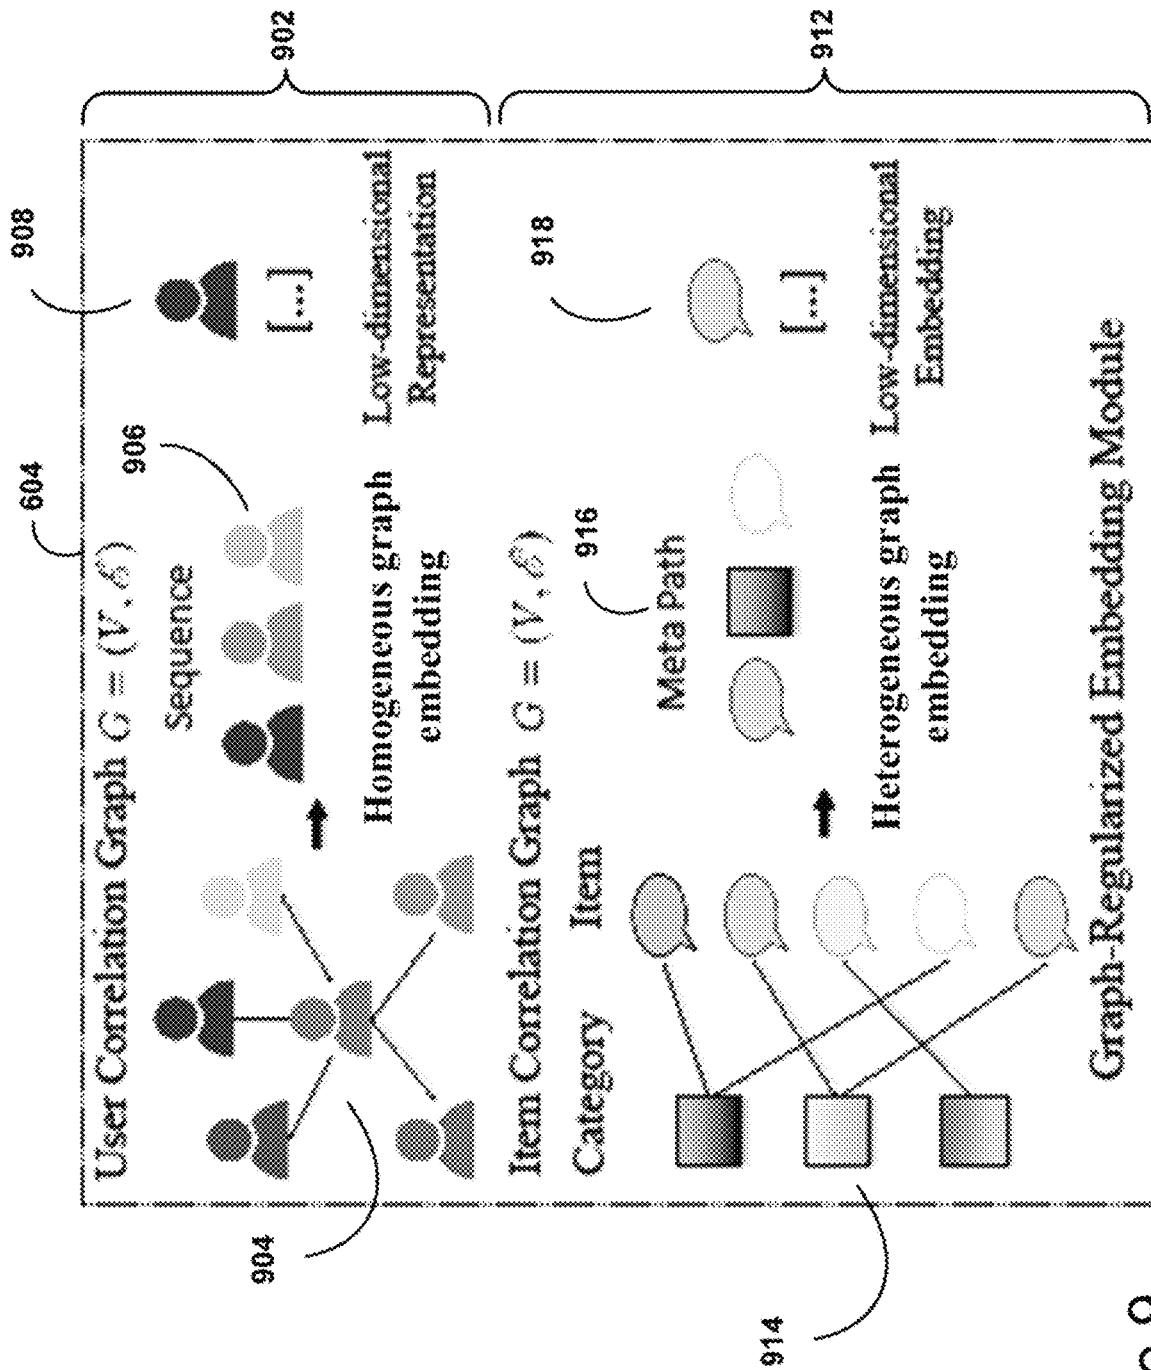 604
User Correlation Graph G = (V, ℰ)
908
906
Sequence
[...]
902
Homogeneous graph
embedding
Low-dimensional
Representation
904
Item Correlation Graph G = (V, ℰ)
916
918
Category
Item
Meta Path
[...]
912
Heterogeneous graph
embedding
Low-dimensional
Embedding
914
Graph-Regularized Embedding Module